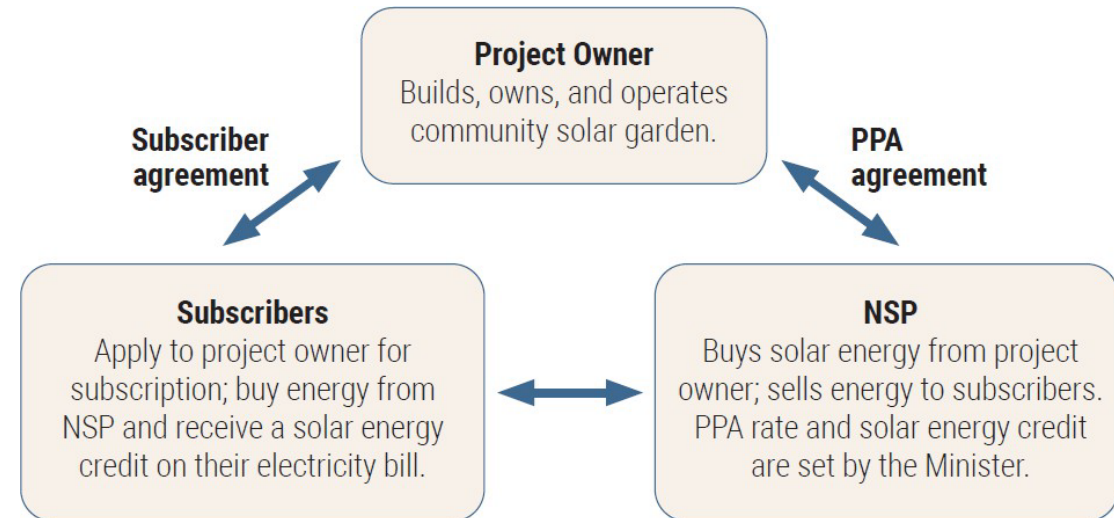 Project Owner
Builds, owns, and operates
community solar garden.
Subscriber
agreement
PPA
agreement
Subscribers
Apply to project owner for
subscription; buy energy from
NSP and receive a solar energy
credit on their electricity bill.
NSP
Buys solar energy from project
owner; sells energy to subscribers.
PPA rate and solar energy credit
are set by the Minister.